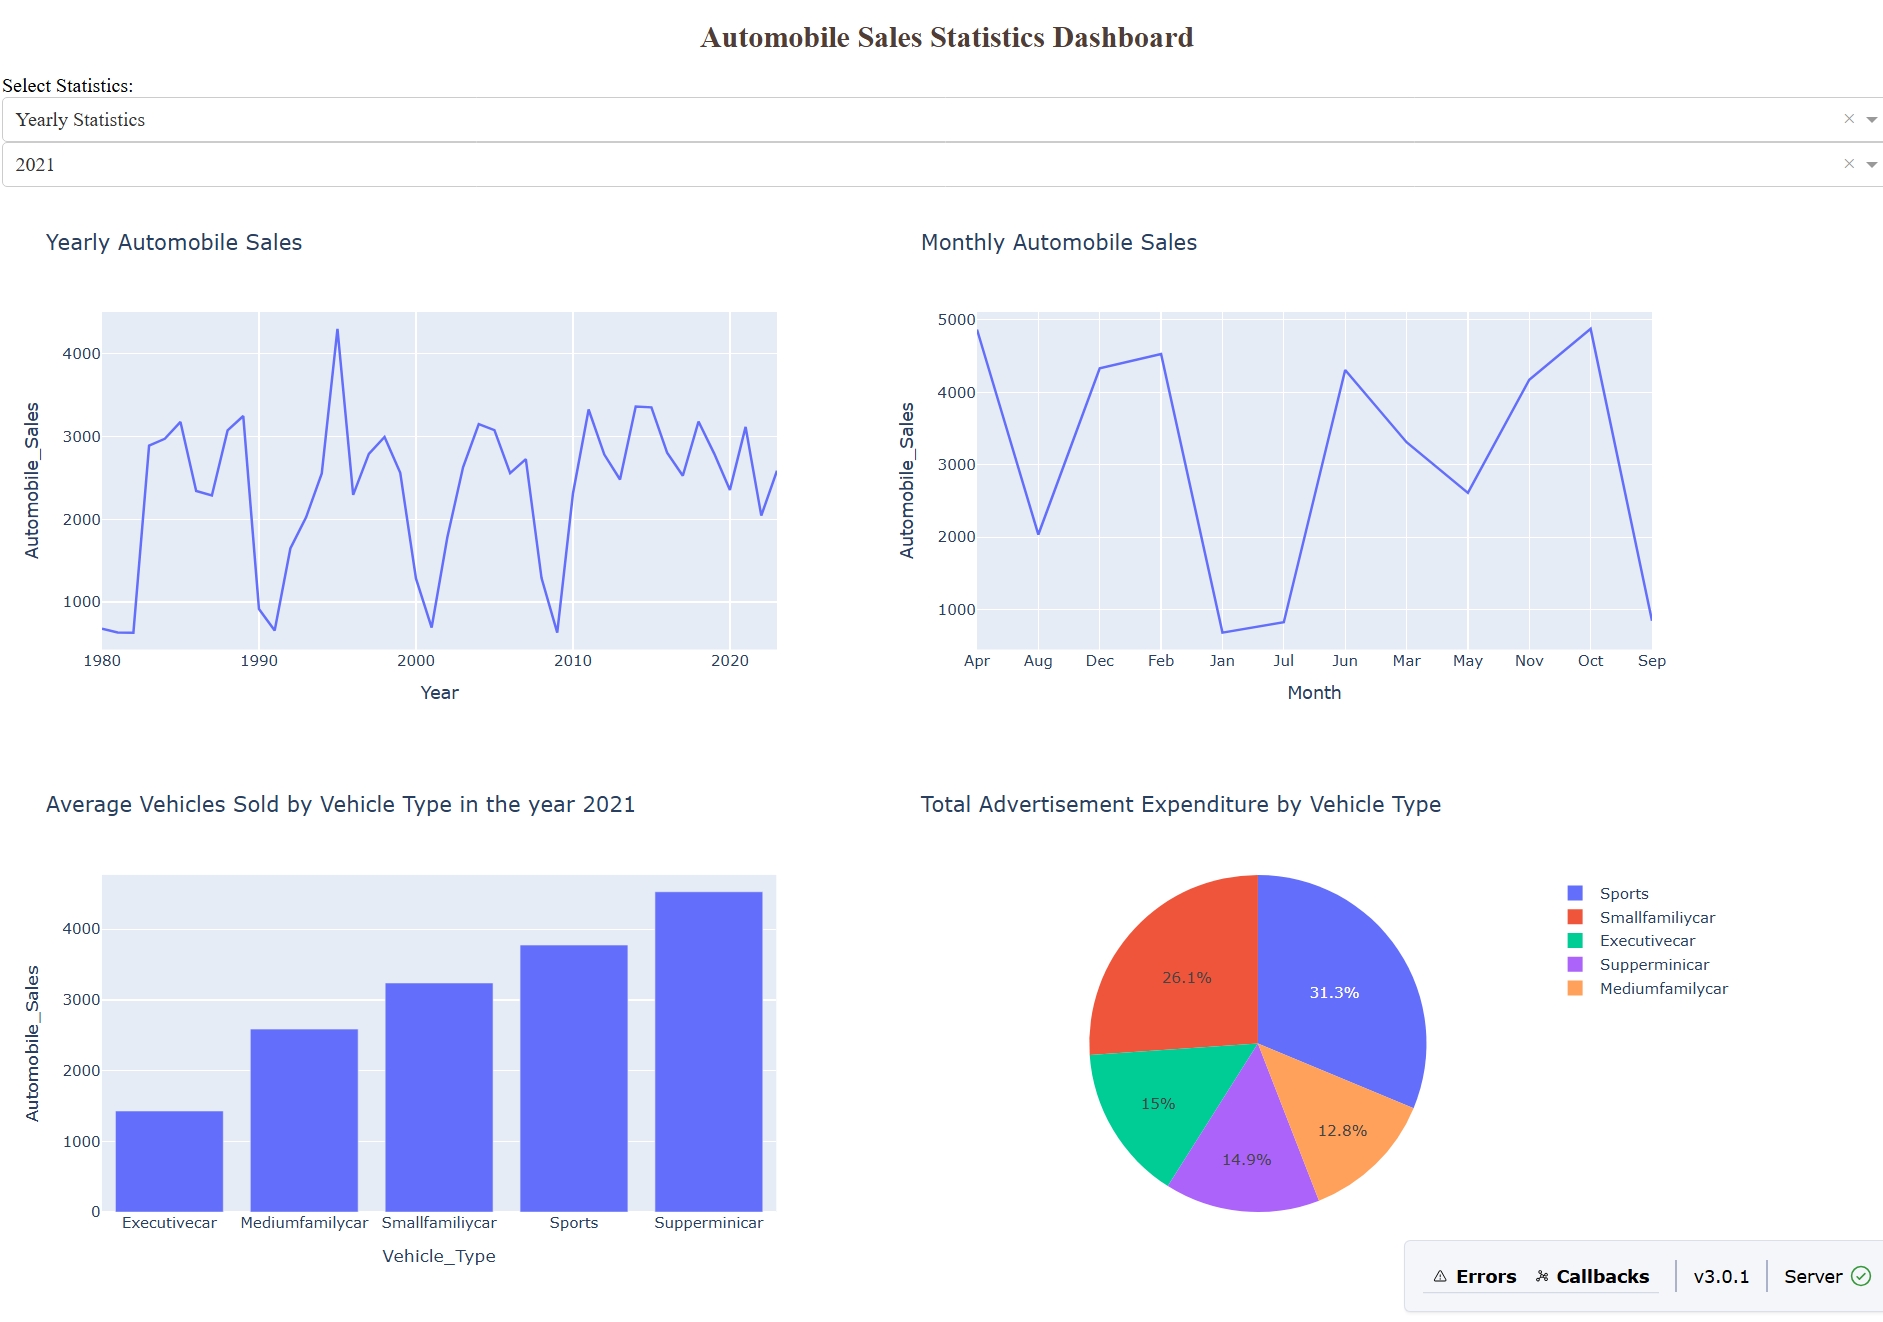 Automobile Sales Statistics Dashboard
Select Statistics:
Yearly Statistics
2021
Yearly Automobile Sales
4000
3000
2000
1000
Automobile_Sales
1980 1990 2000 2010 2020
Year
Monthly Automobile Sales
5000
4000
3000
2000
1000
Automobile_Sales
Apr Aug Dec Feb Jan Jul Jun Mar May Nov Oct Sep
Month
Average Vehicles Sold by Vehicle Type in the year 2021
4000
3000
2000
1000
0
Automobile_Sales
Executivecar Mediumfamilycar Smallfamiliycar Sports Supperminicar
Vehicle_Type
Total Advertisement Expenditure by Vehicle Type
26.1%
31.3%
15%
12.8%
14.9%
Sports
Smallfamiliycar
Executivecar
Supperminicar
Mediumfamilycar
Errors Callbacks v3.0.1 Server